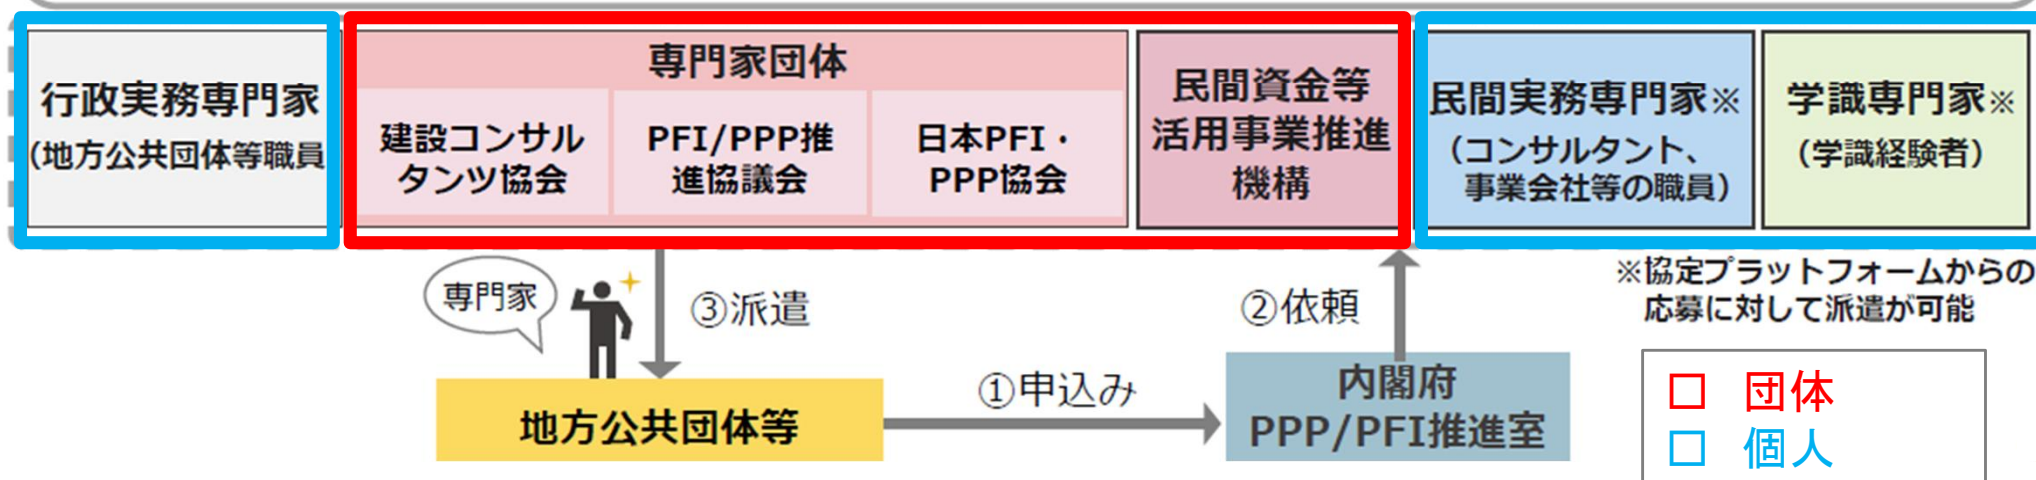 行政実務専門家
(地方公共団体等職員
専門家団体
建設コンサル
タンツ協会
PFI/PPP推
進協議会
日本PFI・
PPP協会
民間資金等
活用事業推進
機構
民間実務専門家※
（コンサルタント、
事業会社等の職員）
学識専門家※
（学識経験者）
※協定プラットフォームからの
応募に対して派遣が可能
専門家
③派遣
②依頼
①申込み
地方公共団体等
内閣府
PPP/PFI推進室
□ 団体
□ 個人